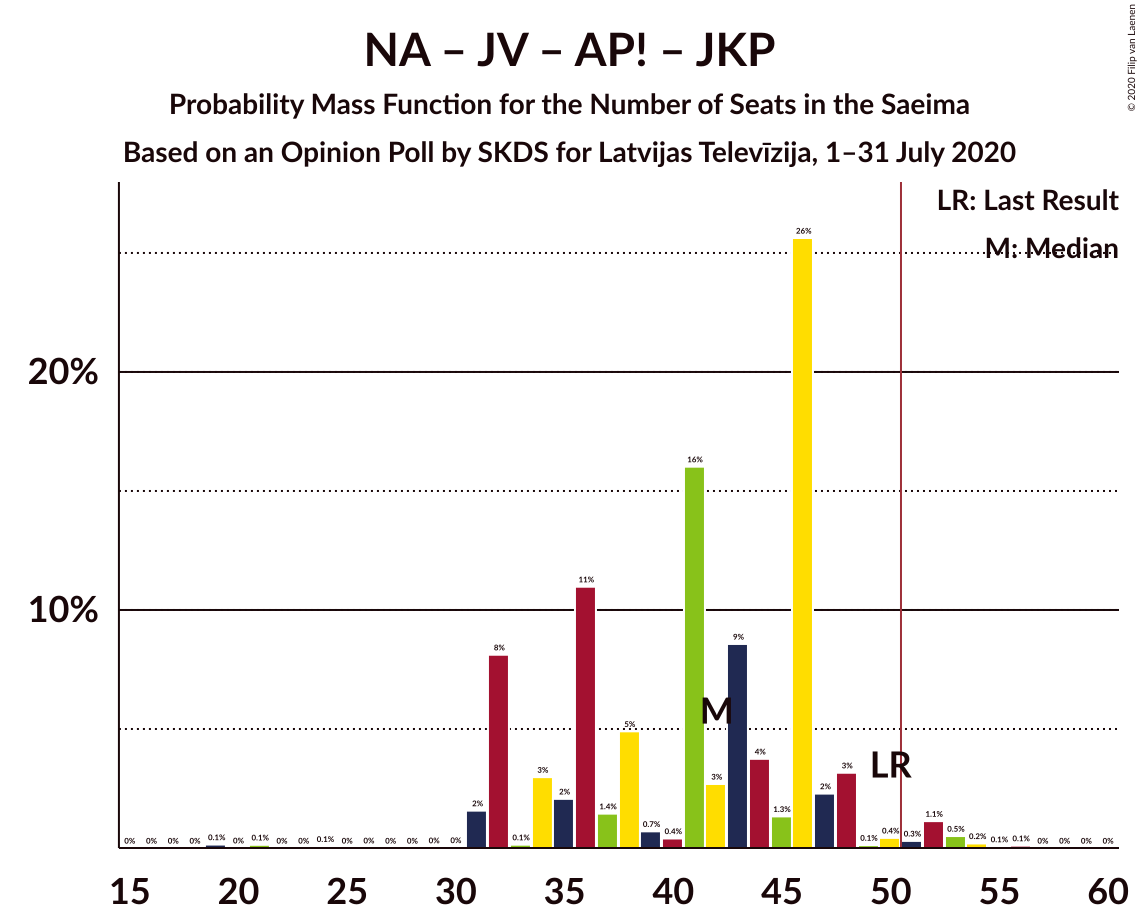 NA – JV – AP! – JKP
Probability Mass Function for the Number of Seats in the Saeima
Based on an Opinion Poll by SKDS for Latvijas Televīzija, 1–31 July 2020
© 2020 Filip van Laenen
LR: Last Result
M: Median
20%
10%
0% 0% 0% 0% 0.1% 0% 0.1% 0% 0% 0.1% 0% 0% 0% 0% 0% 0% 2% 8% 0.1% 3% 2% 11% 1.4% 5% 0.7% 0.4% 16% 3% 9% 4% 1.3% 26% 2% 3% 0.1% 0.4% 0.3% 1.1% 0.5% 0.2% 0.1% 0.1% 0% 0% 0% 0%
M
LR
15 20 25 30 35 40 45 50 55 60